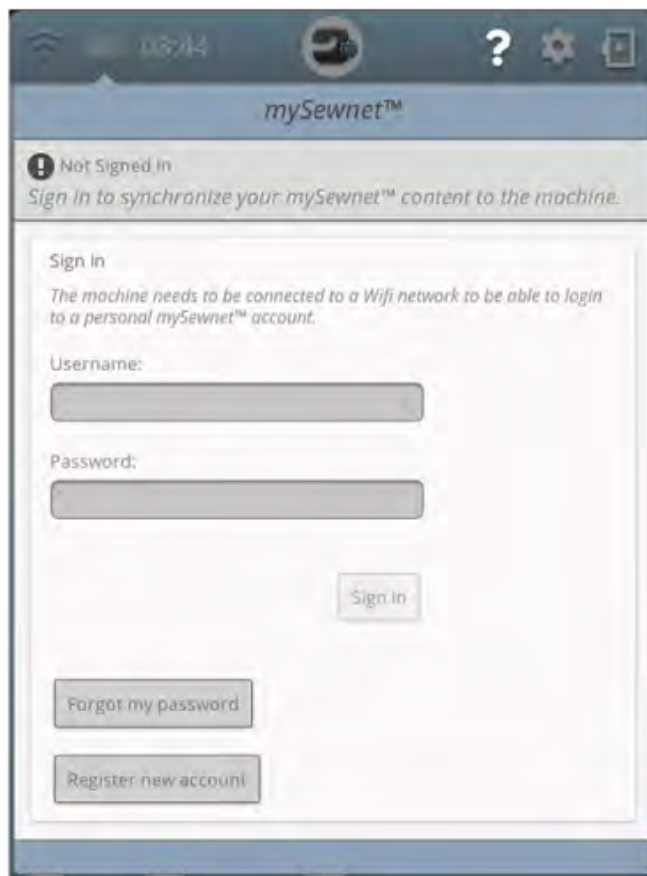 03:44
?
mySewnet™
Not Signed In
Sign in to synchronize your mySewnet™ content to the machine.
Sign in
The machine needs to be connected to a Wifi network to be able to login
to a personal mySewnet™ account.
Username:
Password:
Sign in
Forgot my password
Register new account